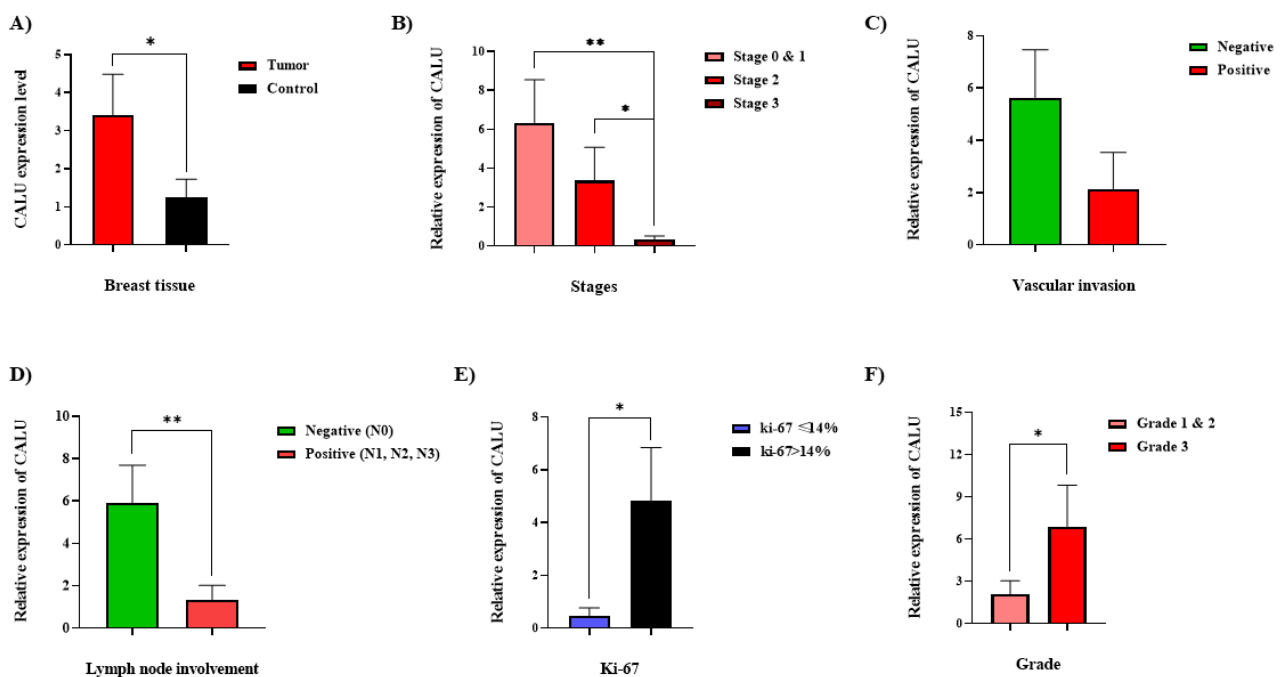 A)
*
CALU expression level
5
4
3
2
1
0
Tumor
Control
Breast tissue
B)
**
*
Relative expression of CALU
10
8
6
4
2
0
Stage 0 & 1
Stage 2
Stage 3
Stages
C)
Relative expression of CALU
8
6
4
2
0
Negative
Positive
Vascular invasion
D)
**
Relative expression of CALU
10
8
6
4
2
0
Negative (N0)
Positive (N1, N2, N3)
Lymph node involvement
E)
*
Relative expression of CALU
8
6
4
2
0
ki-67 ⩽14%
ki-67>14%
Ki-67
F)
*
Relative expression of CALU
15
12
9
6
3
0
Grade 1 & 2
Grade 3
Grade